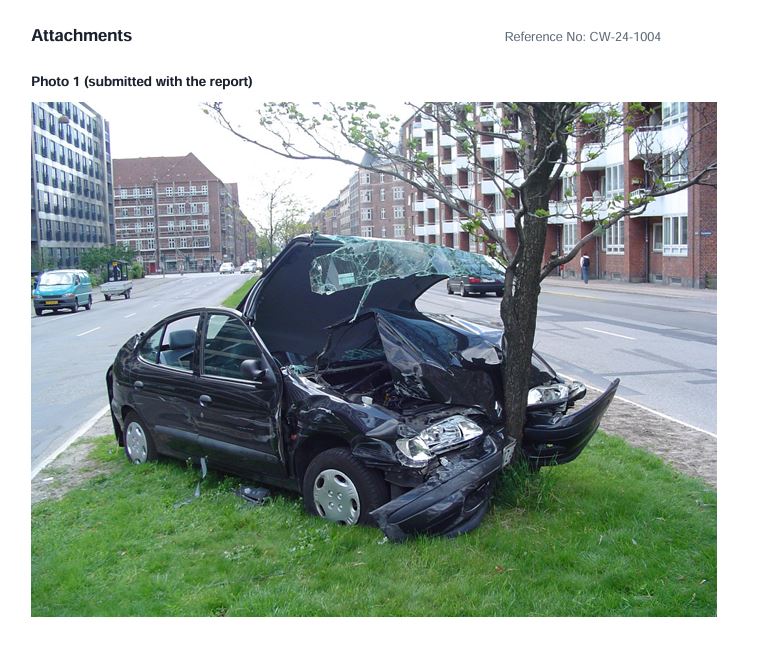 Attachments
Reference No: CW-24-1004
Photo 1 (submitted with the report)